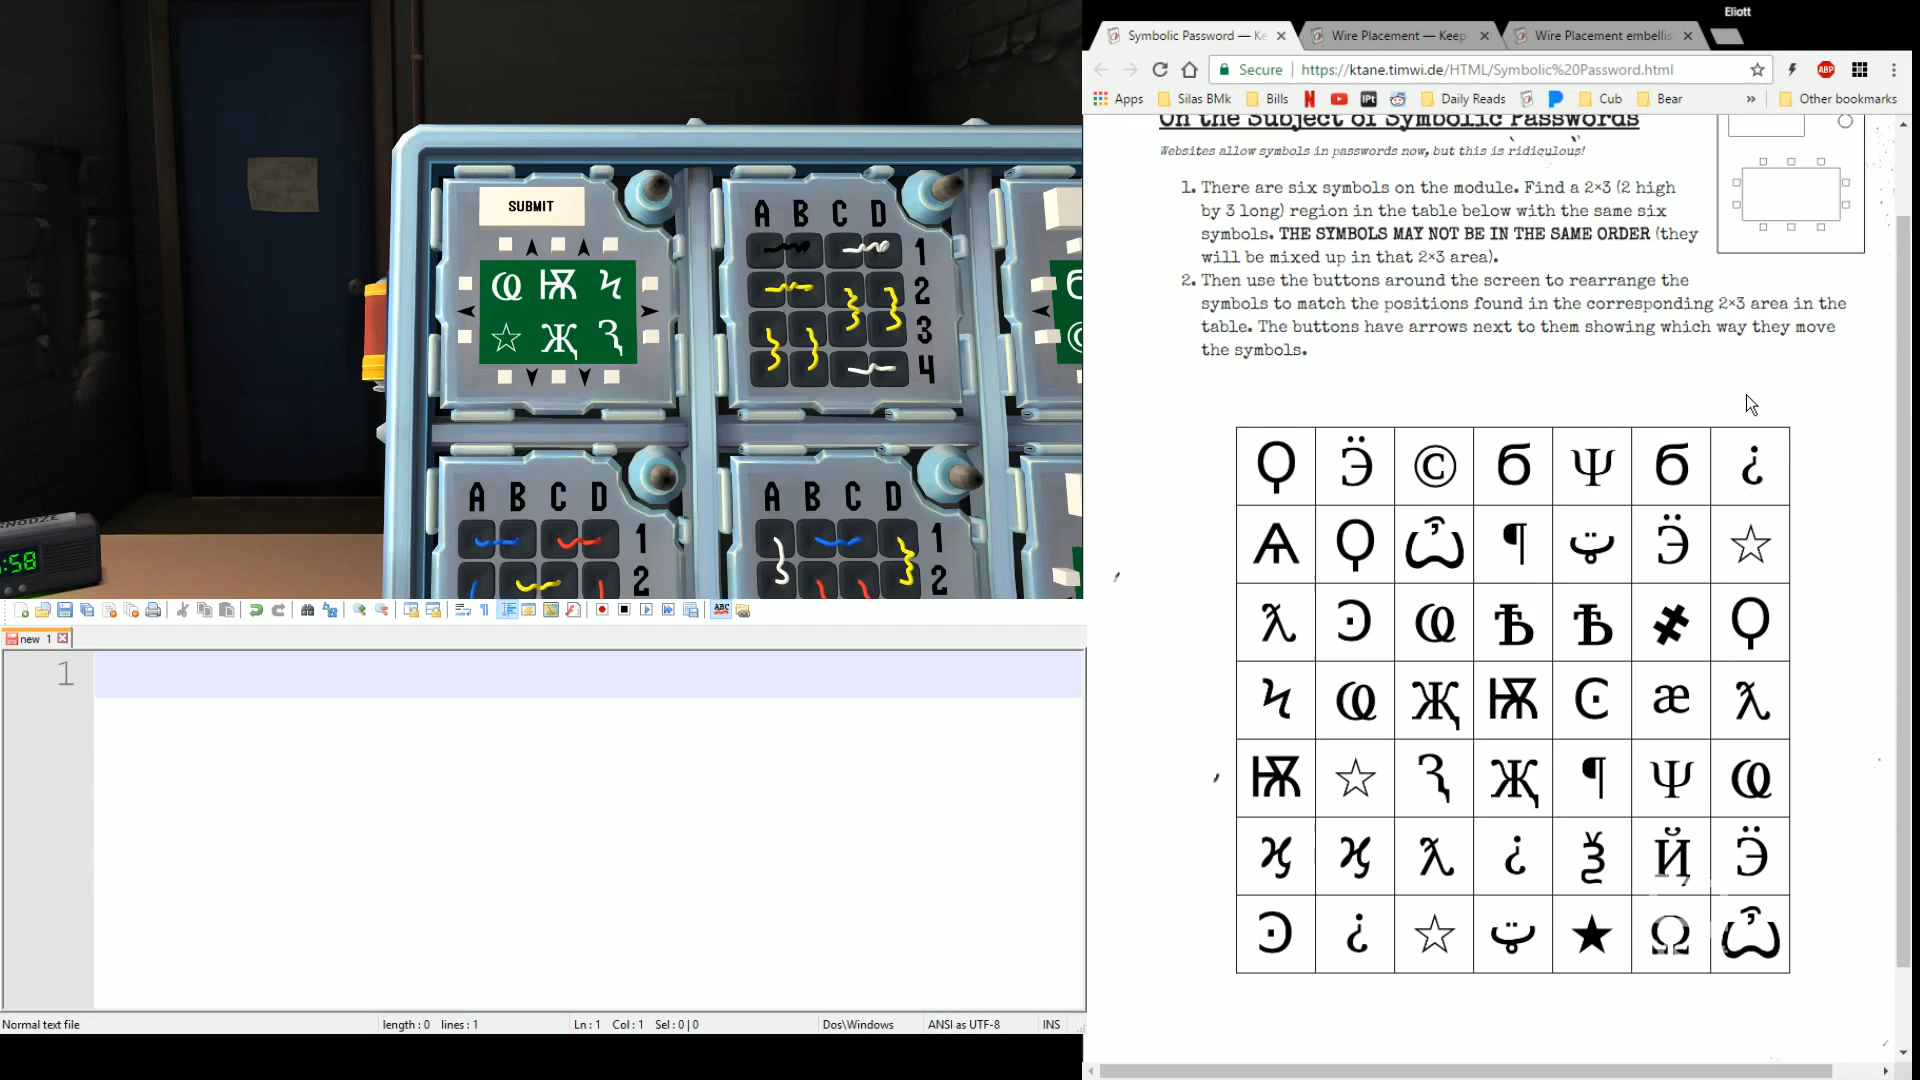 Eliott
Symbolic Password — Ke
Wire Placement — Keep
Wire Placement embellis
Secure
https://ktane.timwi.de/HTML/Symbolic%20Password.html
ABP
Apps
Silas BMk
Bills
IPt
Daily Reads
Cub
Bear
»
Other bookmarks
On the Subject of Symbolic Passwords
Websites allow symbols in passwords now, but this is ridiculous!
1. There are six symbols on the module. Find a 2×3 (2 high
by 3 long) region in the table below with the same six
symbols. THE SYMBOLS MAY NOT BE IN THE SAME ORDER (they
will be mixed up in that 2×3 area).
2. Then use the buttons around the screen to rearrange the
symbols to match the positions found in the corresponding 2×3 area in the
table. The buttons have arrows next to them showing which way they move
the symbols.
Ϙ Ӭ © б Ψ б ¿
Ѧ Ϙ Ѽ ¶ ټ Ӭ ☆
ƛ Ͽ Ҩ Ѣ Ѣ ҂ Ϙ
Ϟ Ҩ Җ Ѭ Ͼ æ ƛ
Ѭ ☆ Ԇ Җ ¶ Ψ Ҩ
ϗ ϗ ƛ ¿ Ѯ Ҋ Ӭ
Ͽ ¿ ☆ ټ ★ Ω Ѽ
SUBMIT
Ҩ Ѭ Ϟ
☆ Җ Ԇ
A B C D
1
2
3
4
A B C D
1
2
A B C D
1
2
SNOOZE
:58
new 1
1
Normal text file
length : 0 lines : 1
Ln : 1 Col : 1 Sel : 0 | 0
Dos\Windows
ANSI as UTF-8
INS